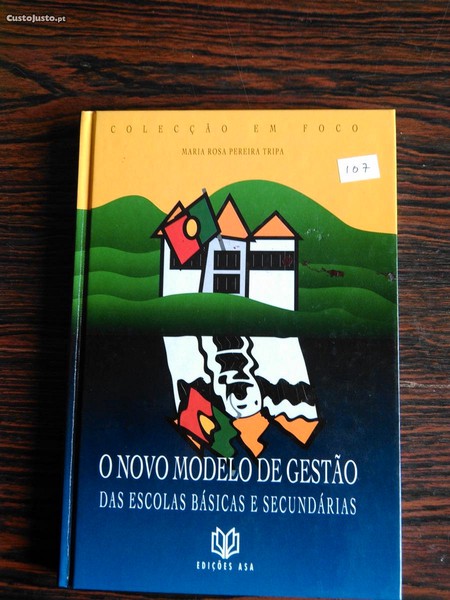 CustoJusto.pt
COLECÇÃO EM FOCO
MARIA ROSA PEREIRA TRIPA
107
O NOVO MODELO DE GESTÃO
DAS ESCOLAS BÁSICAS E SECUNDÁRIAS
EDIÇÕES ASA